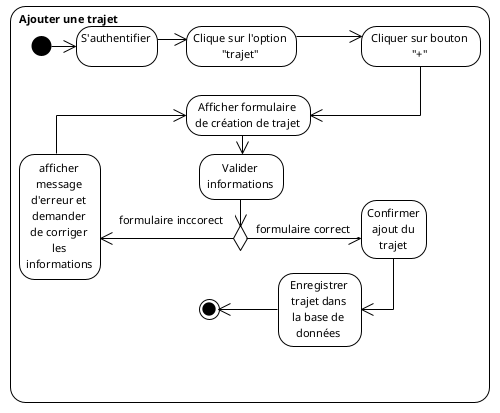 Ajouter une trajet
S'authentifier
Clique sur l'option
"trajet"
Cliquer sur bouton
"+"
Afficher formulaire
de création de trajet
Valider
informations
afficher
message
d'erreur et
demander
de corriger
les
informations
formulaire inccorect
formulaire correct
Confirmer
ajout du
trajet
Enregistrer
trajet dans
la base de
données